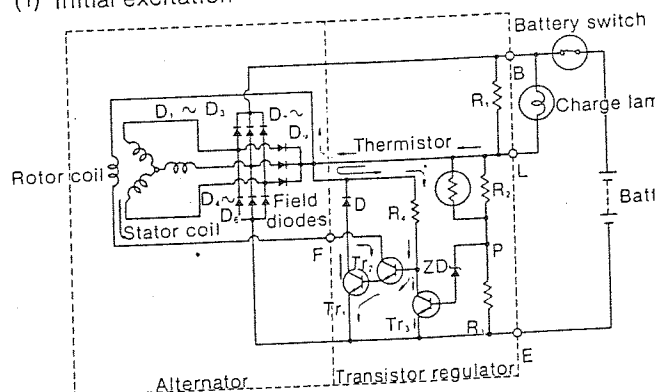 (1) Initial excitation
Battery switch
B
R₁
Charge lam
D₁ ~ D₃
D₇~
D₉
Thermistor
L
Rotor coil
R₂
Batt
D₄~
D₆
Field
diodes
D
R₄
Stator coil
F
P
Tr₂
ZD
Tr₁
Tr₃
R₃
E
Alternator
Transistor regulator